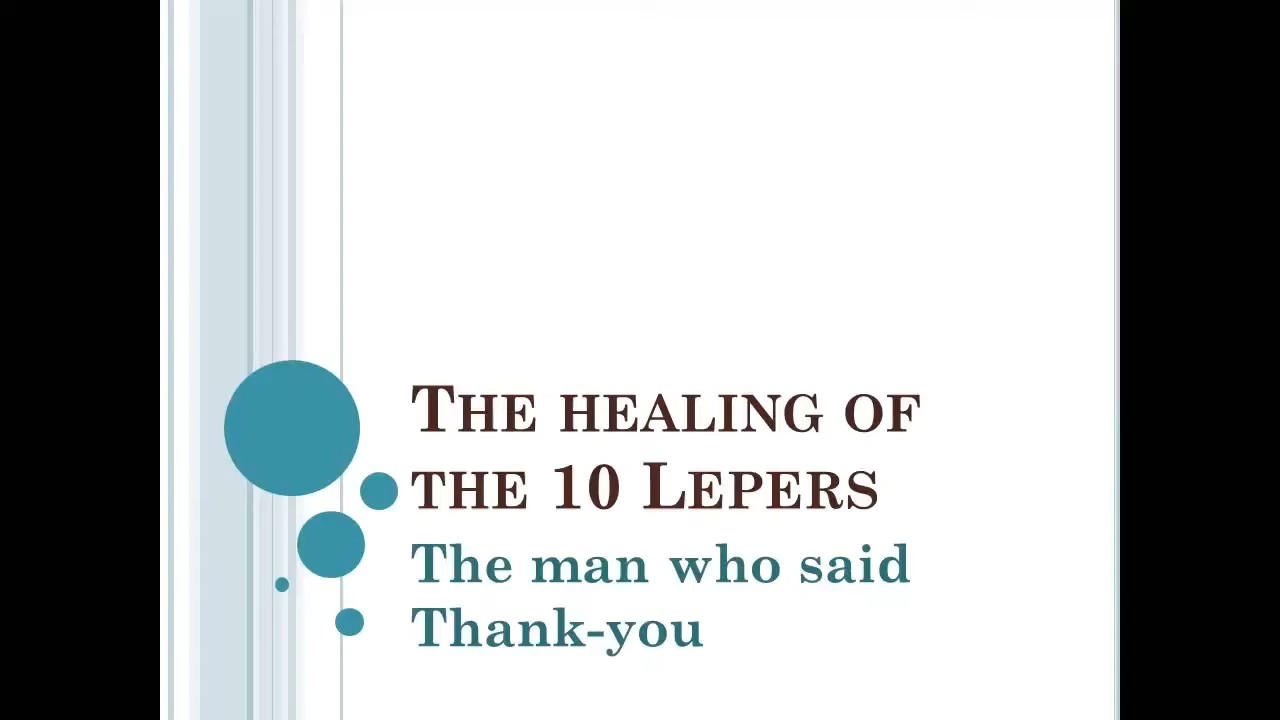 The healing of
the 10 Lepers
The man who said
Thank-you